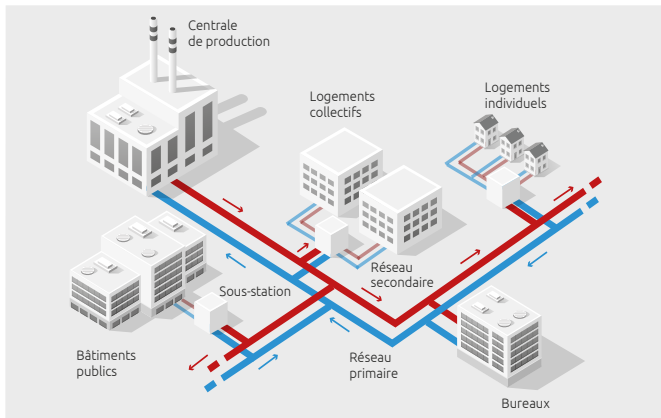 Centrale
de production
Logements
collectifs
Logements
individuels
Réseau
secondaire
Sous-station
Bâtiments
publics
Réseau
primaire
Bureaux